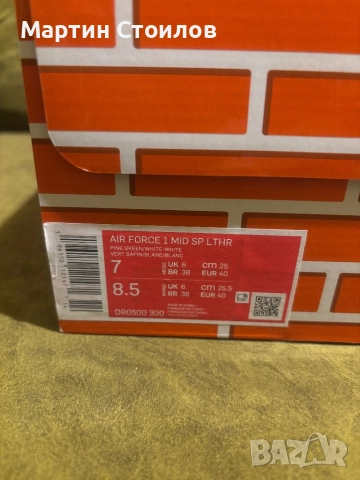 Мартин Стоилов
AIR FORCE 1 MID SP LTHR
PINE GREEN/WHITE-WHITE
VERT SAPIN/BLANC/BLANC
7 UK 6 CM 25
BR 38 EUR 40
8.5 UK 6 CM 25.5
BR 38 EUR 40
DR0500 300
BAZAR